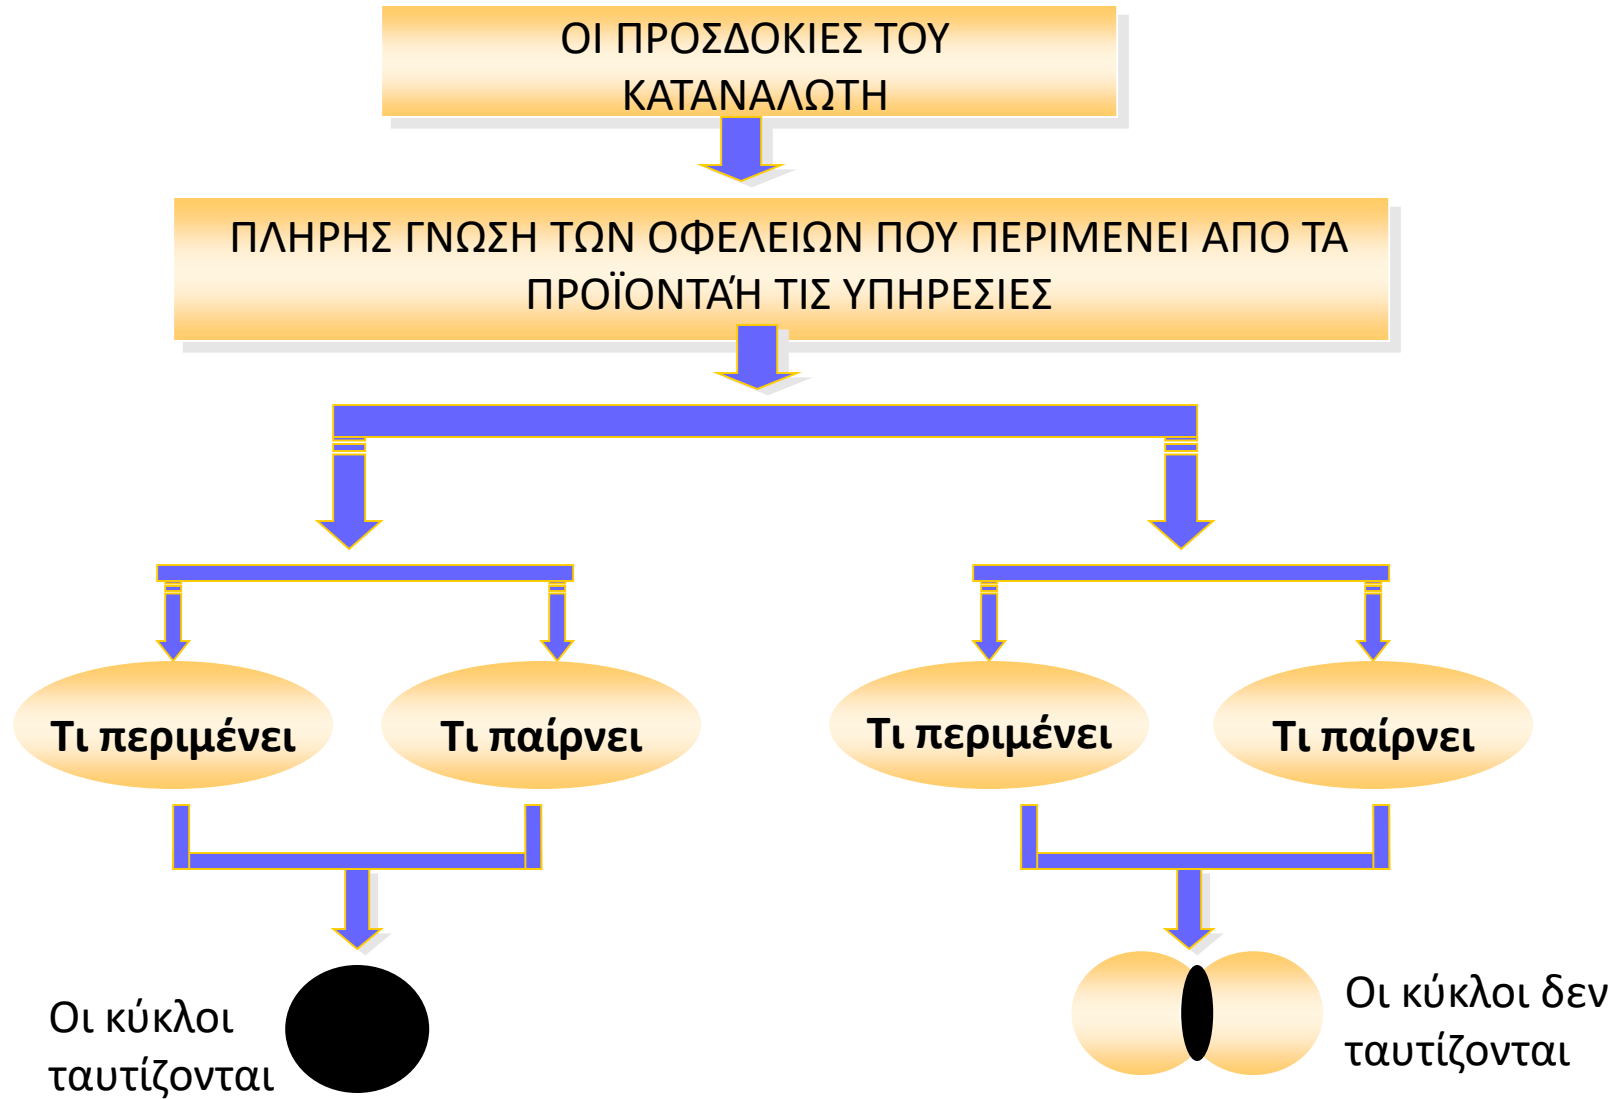 ΟΙ ΠΡΟΣΔΟΚΙΕΣ ΤΟΥ
ΚΑΤΑΝΑΛΩΤΗ
ΠΛΗΡΗΣ ΓΝΩΣΗ ΤΩΝ ΟΦΕΛΕΙΩΝ ΠΟΥ ΠΕΡΙΜΕΝΕΙ ΑΠΟ ΤΑ
ΠΡΟΪΟΝΤΑΉ ΤΙΣ ΥΠΗΡΕΣΙΕΣ
Τι περιμένει
Τι παίρνει
Τι περιμένει
Τι παίρνει
Οι κύκλοι
ταυτίζονται
Οι κύκλοι δεν
ταυτίζονται